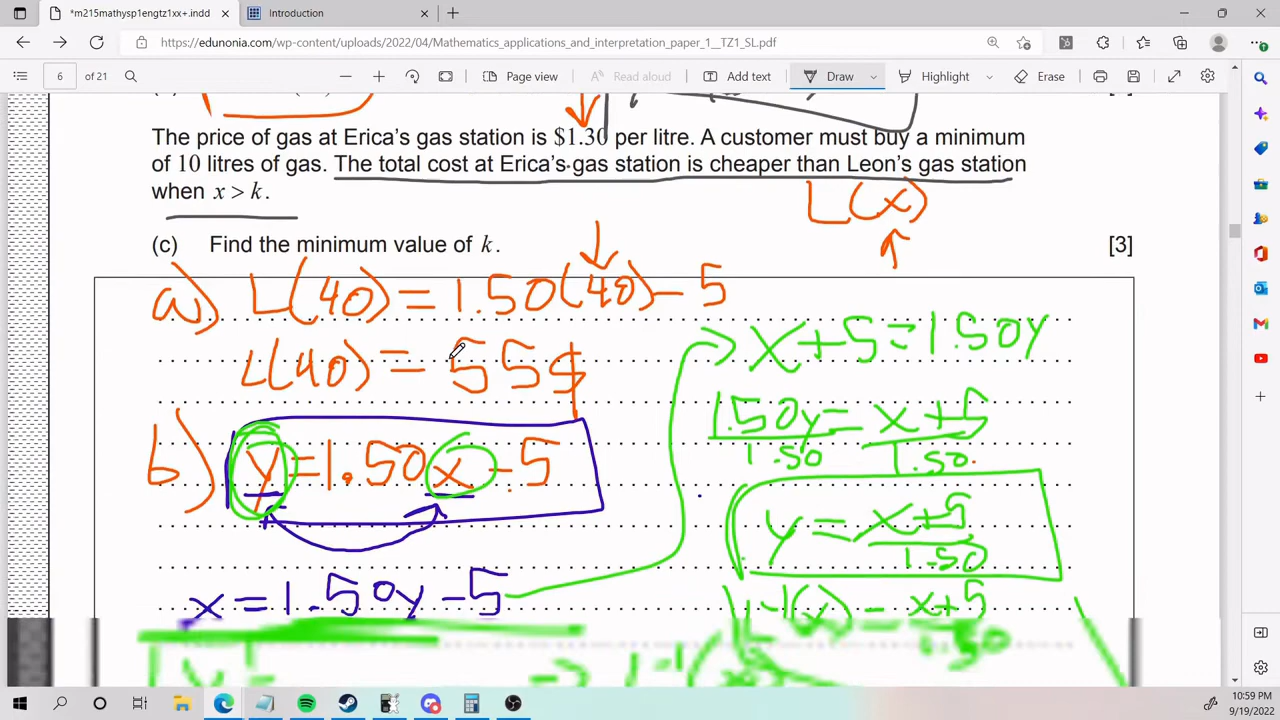 *m215mathysp1engtz1xx+.indd
Introduction
https://edunonia.com/wp-content/uploads/2022/04/Mathematics_applications_and_interpretation_paper_1__TZ1_SL.pdf
6 of 21
Page view
Read aloud
Add text
Draw
Highlight
Erase
The price of gas at Erica's gas station is $1.30 per litre. A customer must buy a minimum
of 10 litres of gas. The total cost at Erica's gas station is cheaper than Leon's gas station
when x > k.
L(x)
(c) Find the minimum value of k. [3]
a) L(40) = 1.50(40) - 5
L(40) = 55$
b) y = 1.50x - 5
x = 1.50y - 5
x + 5 = 1.50y
1.50y = x + 5
1.50 1.50
y = x + 5
1.50
L-1(x) = x + 5
1.50
10:59 PM
9/19/2022